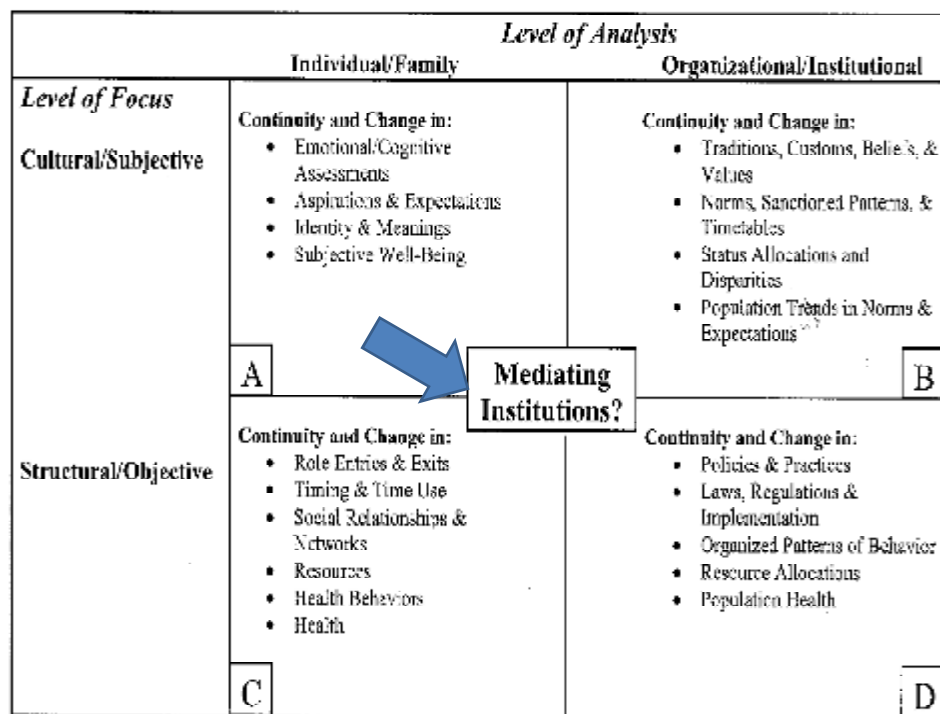 Level of Analysis
Individual/Family
Organizational/Institutional
Level of Focus
Cultural/Subjective
Continuity and Change in:
• Emotional/Cognitive
Assessments
• Aspirations & Expectations
• Identity & Meanings
• Subjective Well-Being
A
Continuity and Change in:
• Traditions, Customs, Beliefs, &
Values
• Norms, Sanctioned Patterns, &
Timetables
• Status Allocations and
Disparities
• Population Trends in Norms &
Expectations
B
Mediating
Institutions?
Structural/Objective
Continuity and Change in:
• Role Entries & Exits
• Timing & Time Use
• Social Relationships &
Networks
• Resources
• Health Behaviors
• Health
C
Continuity and Change in:
• Policies & Practices
• Laws, Regulations &
Implementation
• Organized Patterns of Behavior
• Resource Allocations
• Population Health
D